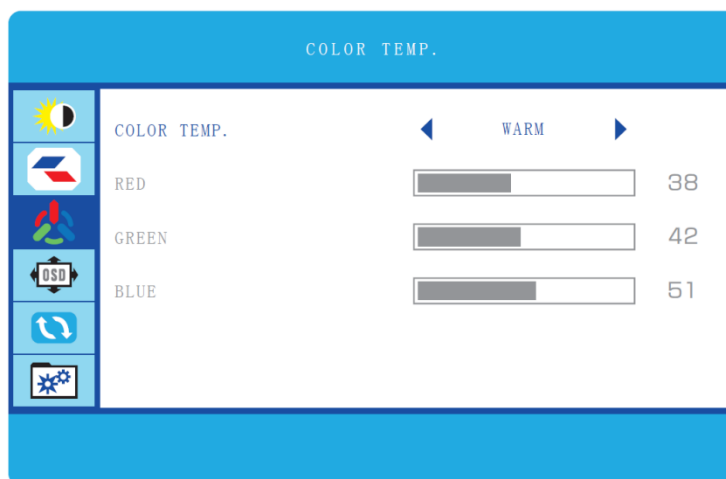 COLOR TEMP.
COLOR TEMP. WARM
RED 38
GREEN 42
OSD
BLUE 51